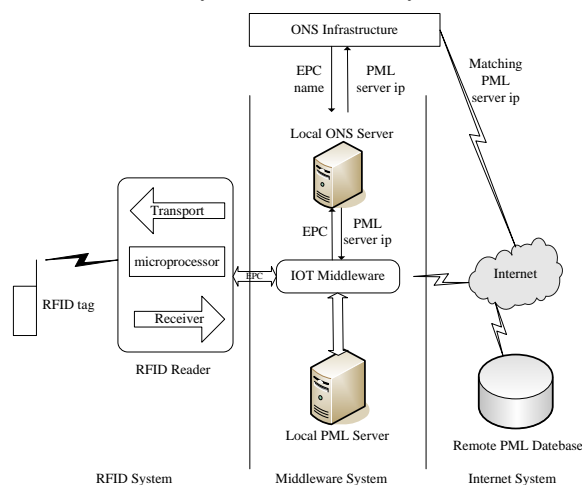 ONS Infrastructure
EPC
name
PML
server ip
Matching
PML
server ip
Local ONS Server
Transport
microprocessor
Receiver
RFID tag
RFID Reader
EPC
EPC
PML
server ip
IOT Middleware
Internet
Local PML Server
Remote PML Datebase
RFID System
Middleware System
Internet System